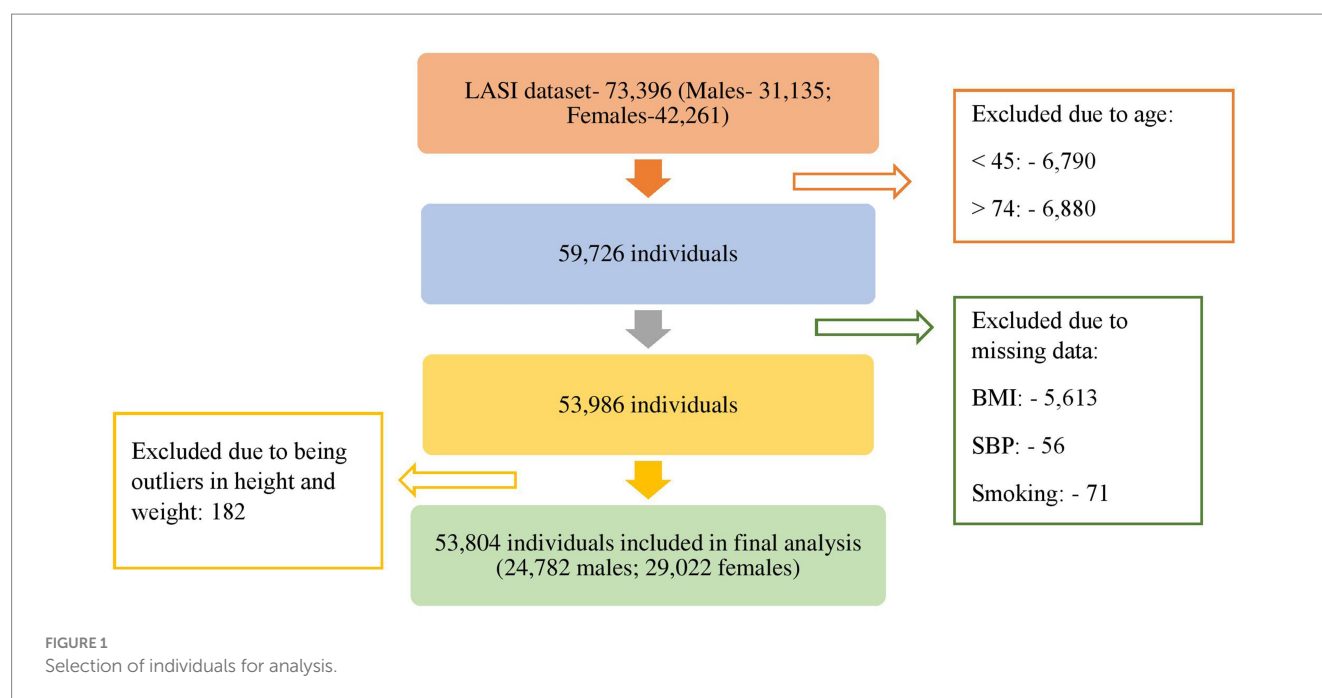 LASI dataset- 73,396 (Males- 31,135;
Females-42,261)
Excluded due to age:
< 45: - 6,790
> 74: - 6,880
59,726 individuals
Excluded due to
missing data:
BMI: - 5,613
SBP: - 56
Smoking: - 71
53,986 individuals
Excluded due to being
outliers in height and
weight: 182
53,804 individuals included in final analysis
(24,782 males; 29,022 females)
FIGURE 1
Selection of individuals for analysis.